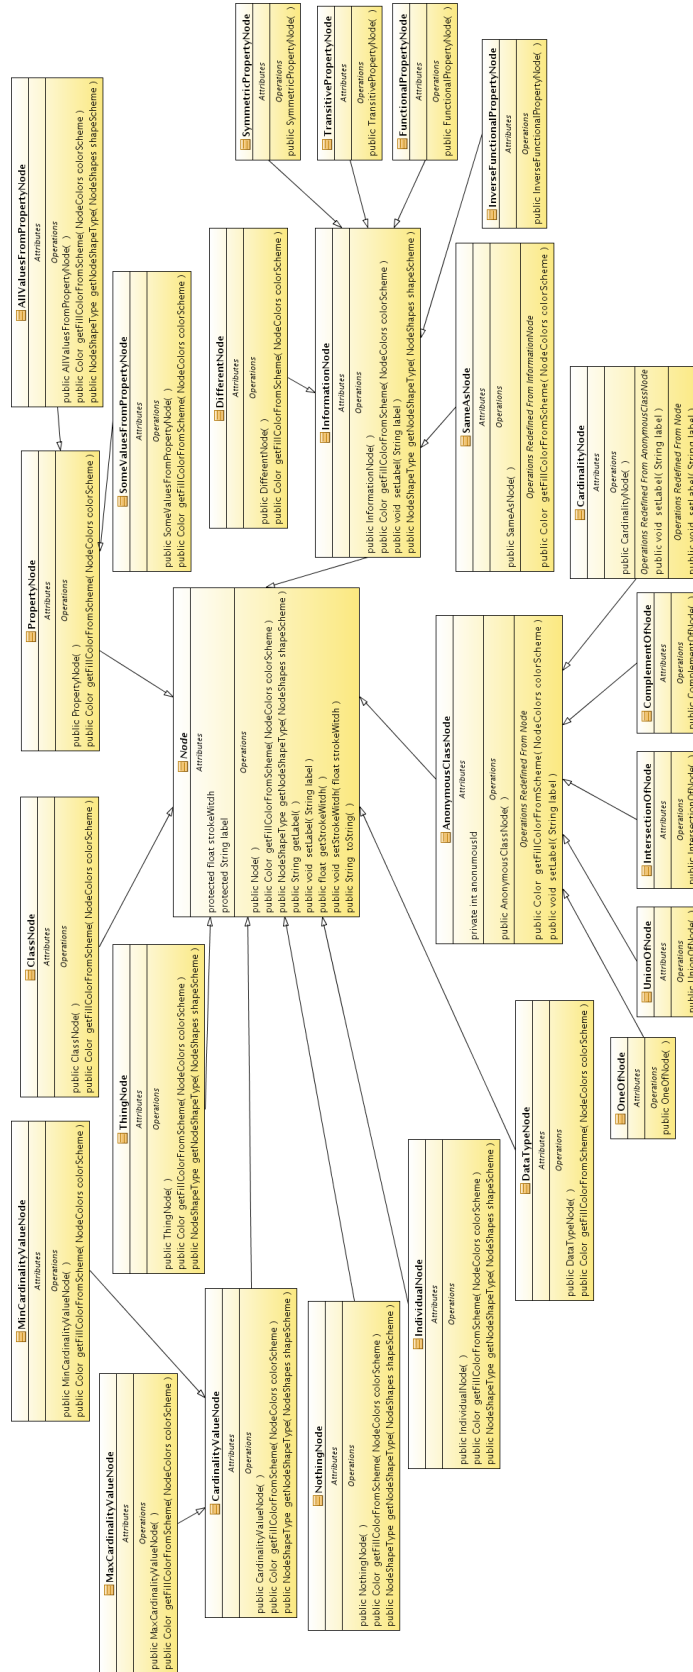 SymmetricPropertyNode
Attributes
Operations
public SymmetricPropertyNode( )
TransitivePropertyNode
Attributes
Operations
public TransitivePropertyNode( )
FunctionalPropertyNode
Attributes
Operations
public FunctionalPropertyNode( )
InverseFunctionalPropertyNode
Attributes
Operations
public InverseFunctionalPropertyNode( )
AllValuesFromPropertyNode
Attributes
Operations
public AllValuesFromPropertyNode( )
public Color getFillColorFromScheme( NodeColors colorScheme )
public NodeShapeType getNodeShapeType( NodeShapes shapeScheme )
SomeValuesFromPropertyNode
Attributes
Operations
public SomeValuesFromPropertyNode( )
public Color getFillColorFromScheme( NodeColors colorScheme )
DifferentNode
Attributes
Operations
public DifferentNode( )
public Color getFillColorFromScheme( NodeColors colorScheme )
InformationNode
Attributes
Operations
public InformationNode( )
public Color getFillColorFromScheme( NodeColors colorScheme )
public void setLabel( String label )
public NodeShapeType getNodeShapeType( NodeShapes shapeScheme )
SameAsNode
Attributes
Operations
public SameAsNode( )
Operations Redefined From InformationNode
public Color getFillColorFromScheme( NodeColors colorScheme )
CardinalityNode
Attributes
Operations
public CardinalityNode( )
Operations Redefined From AnonymousClassNode
public void setLabel( String label )
Operations Redefined From Node
public void setLabel( String label )
PropertyNode
Attributes
Operations
public PropertyNode( )
public Color getFillColorFromScheme( NodeColors colorScheme )
Node
Attributes
protected float strokeWitdh
protected String label
Operations
public Node( )
public Color getFillColorFromScheme( NodeColors colorScheme )
public NodeShapeType getNodeShapeType( NodeShapes shapeScheme )
public String getLabel( )
public void setLabel( String label )
public float getStrokeWitdh( )
public void setStrokeWitdh( float strokeWitdh )
public String toString( )
AnonymousClassNode
Attributes
private int anonumousId
Operations
public AnonymousClassNode( )
Operations Redefined From Node
public Color getFillColorFromScheme( NodeColors colorScheme )
public void setLabel( String label )
ComplementOfNode
Attributes
Operations
public ComplementOfNode( )
IntersectionOfNode
Attributes
Operations
public IntersectionOfNode( )
UnionOfNode
Attributes
Operations
public UnionOfNode( )
OneOfNode
Attributes
Operations
public OneOfNode( )
ClassNode
Attributes
Operations
public ClassNode( )
public Color getFillColorFromScheme( NodeColors colorScheme )
ThingNode
Attributes
Operations
public ThingNode( )
public Color getFillColorFromScheme( NodeColors colorScheme )
public NodeShapeType getNodeShapeType( NodeShapes shapeScheme )
DataTypeNode
Attributes
Operations
public DataTypeNode( )
public Color getFillColorFromScheme( NodeColors colorScheme )
IndividualNode
Attributes
Operations
public IndividualNode( )
public Color getFillColorFromScheme( NodeColors colorScheme )
public NodeShapeType getNodeShapeType( NodeShapes shapeScheme )
MinCardinalityValueNode
Attributes
Operations
public MinCardinalityValueNode( )
public Color getFillColorFromScheme( NodeColors colorScheme )
MaxCardinalityValueNode
Attributes
Operations
public MaxCardinalityValueNode( )
public Color getFillColorFromScheme( NodeColors colorScheme )
CardinalityValueNode
Attributes
Operations
public CardinalityValueNode( )
public Color getFillColorFromScheme( NodeColors colorScheme )
public NodeShapeType getNodeShapeType( NodeShapes shapeScheme )
NothingNode
Attributes
Operations
public NothingNode( )
public Color getFillColorFromScheme( NodeColors colorScheme )
public NodeShapeType getNodeShapeType( NodeShapes shapeScheme )